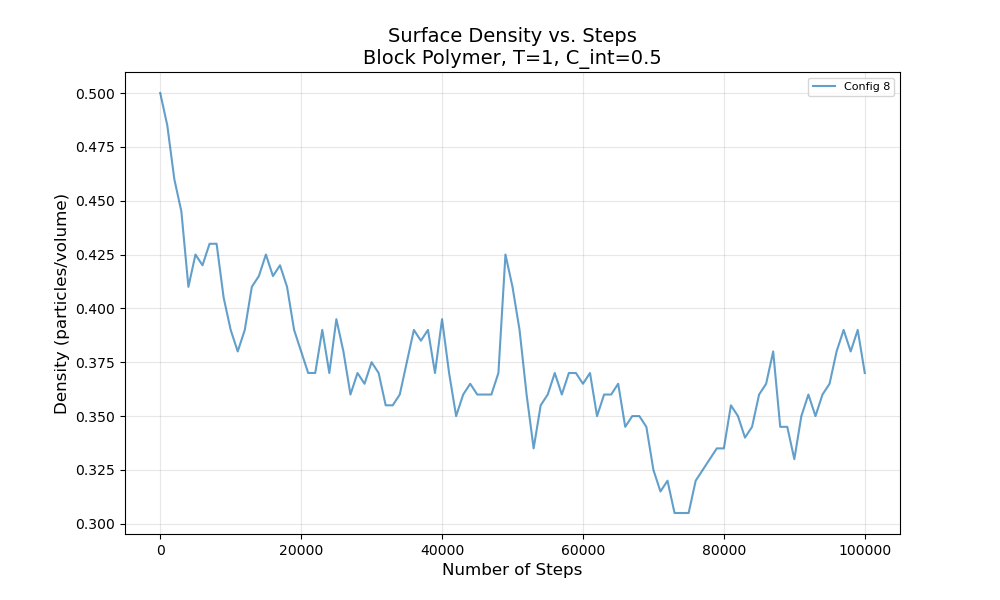 Surface Density vs. Steps
Block Polymer, T=1, C_int=0.5
Config 8
Density (particles/volume)
0.500
0.475
0.450
0.425
0.400
0.375
0.350
0.325
0.300
0 20000 40000 60000 80000 100000
Number of Steps